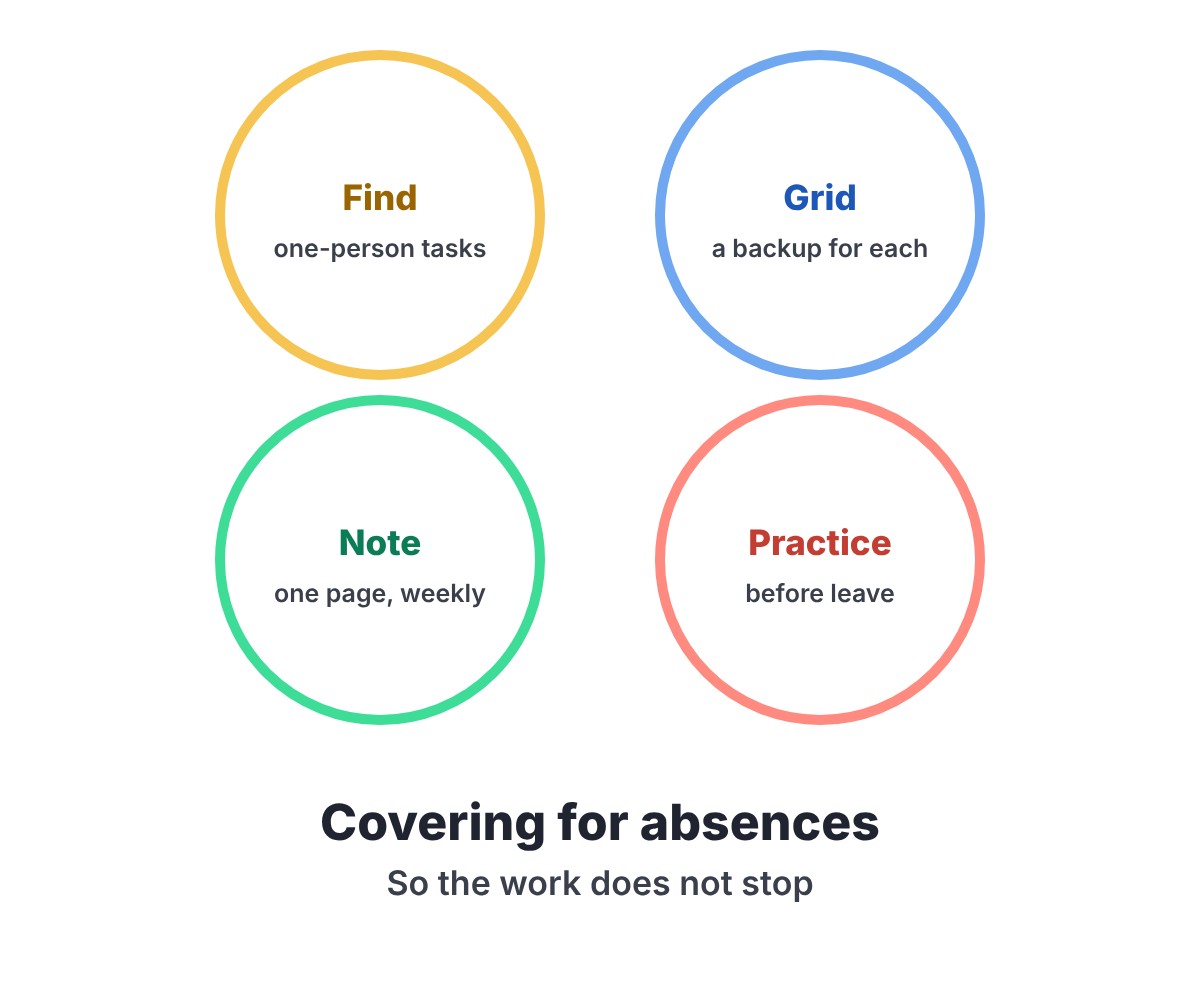 Find
one-person tasks
Grid
a backup for each
Note
one page, weekly
Practice
before leave
Covering for absences
So the work does not stop